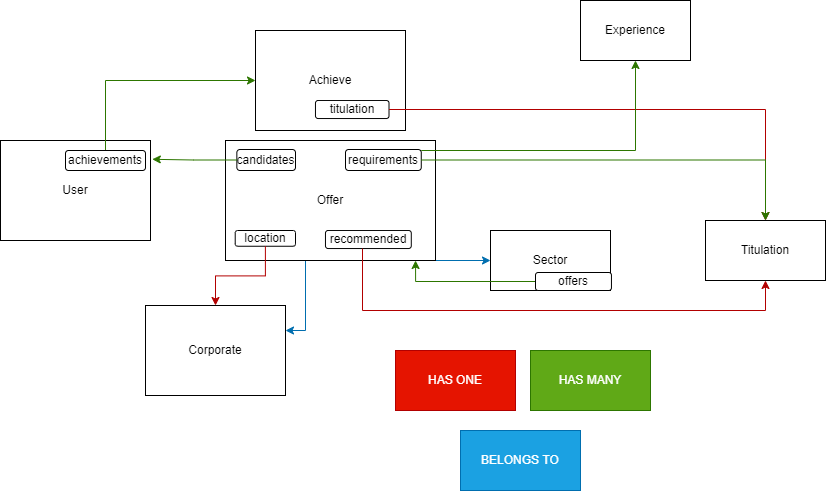 Experience
Achieve
titulation
achievements
candidates
requirements
User
Offer
location
recommended
Sector
Titulation
offers
Corporate
HAS ONE
HAS MANY
BELONGS TO